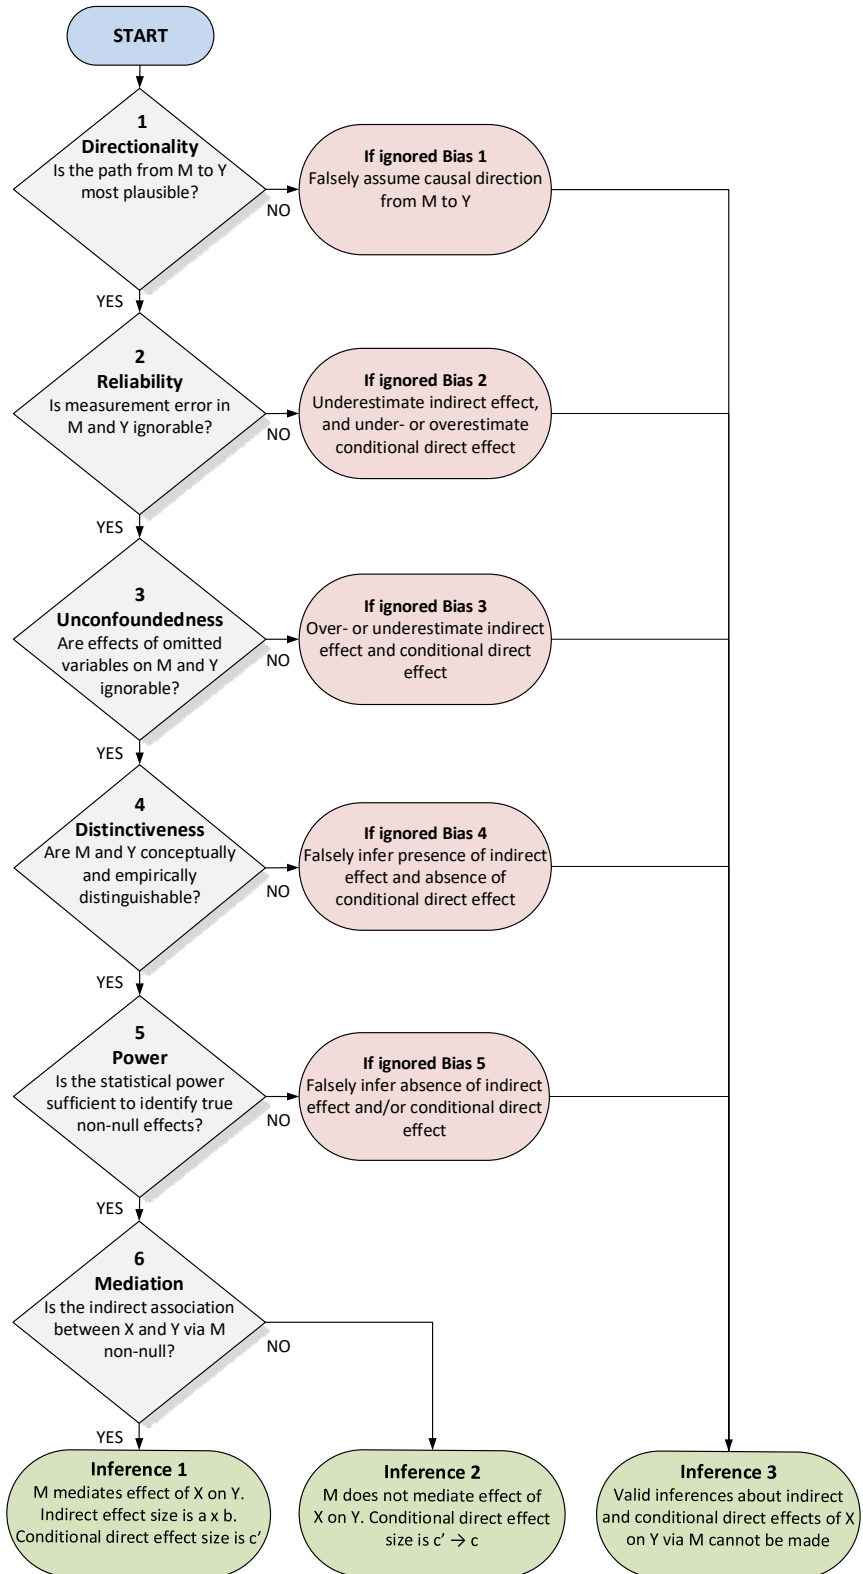 START
1
Directionality
Is the path from M to Y
most plausible?
NO
If ignored Bias 1
Falsely assume causal direction
from M to Y
YES
2
Reliability
Is measurement error in
M and Y ignorable?
NO
If ignored Bias 2
Underestimate indirect effect,
and under- or overestimate
conditional direct effect
YES
3
Unconfoundedness
Are effects of omitted
variables on M and Y
ignorable?
NO
If ignored Bias 3
Over- or underestimate indirect
effect and conditional direct
effect
YES
4
Distinctiveness
Are M and Y conceptually
and empirically
distinguishable?
NO
If ignored Bias 4
Falsely infer presence of indirect
effect and absence of
conditional direct effect
YES
5
Power
Is the statistical power
sufficient to identify true
non-null effects?
NO
If ignored Bias 5
Falsely infer absence of indirect
effect and/or conditional direct
effect
YES
6
Mediation
Is the indirect association
between X and Y via M
non-null?
NO
YES
Inference 1
M mediates effect of X on Y.
Indirect effect size is a x b.
Conditional direct effect size is c’
Inference 2
M does not mediate effect of
X on Y. Conditional direct effect
size is c’ → c
Inference 3
Valid inferences about indirect
and conditional direct effects of X
on Y via M cannot be made